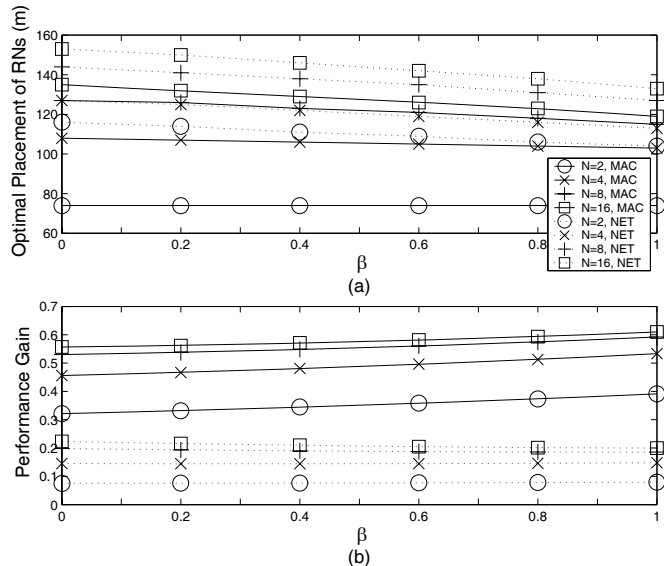 Optimal Placement of RNs (m)
160
140
120
100
80
60
0
0.2
0.4
0.6
0.8
1
β
(a)
N=2, MAC
N=4, MAC
N=8, MAC
N=16, MAC
N=2, NET
N=4, NET
N=8, NET
N=16, NET
Performance Gain
0.7
0.6
0.5
0.4
0.3
0.2
0.1
0
0
0.2
0.4
0.6
0.8
1
β
(b)